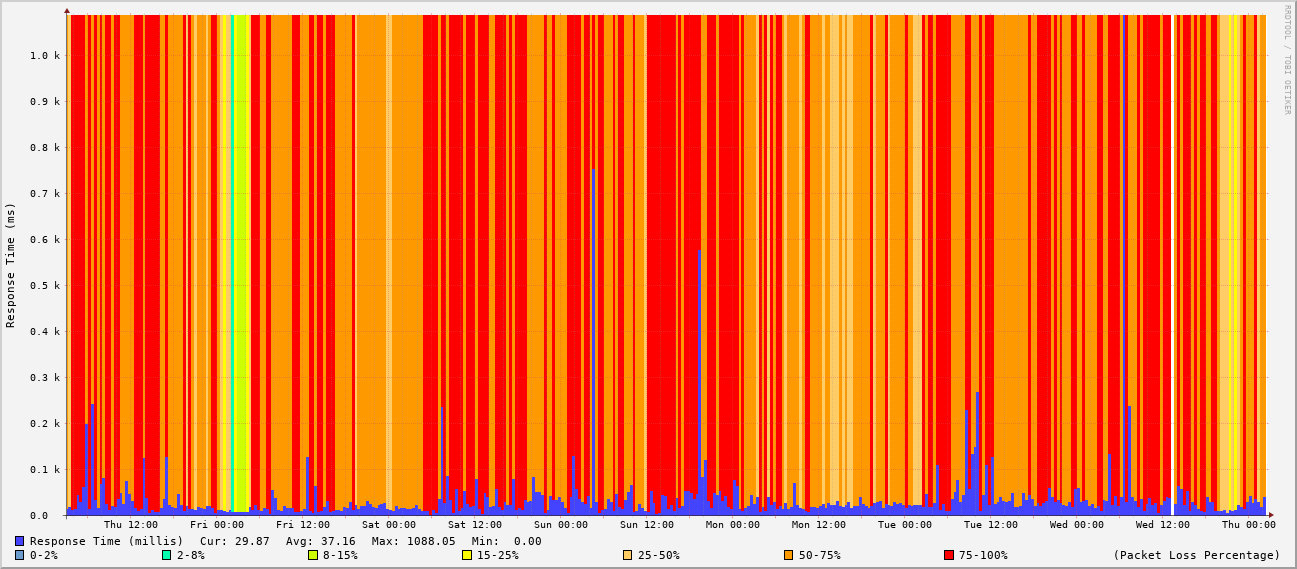 RRDTOOL / TOBI OETIKER
Response Time (ms)
1.0 k
0.9 k
0.8 k
0.7 k
0.6 k
0.5 k
0.4 k
0.3 k
0.2 k
0.1 k
0.0
Thu 12:00 Fri 00:00 Fri 12:00 Sat 00:00 Sat 12:00 Sun 00:00 Sun 12:00 Mon 00:00 Mon 12:00 Tue 00:00 Tue 12:00 Wed 00:00 Wed 12:00 Thu 00:00
Response Time (millis) Cur: 29.87 Avg: 37.16 Max: 1088.05 Min: 0.00
0-2% 2-8% 8-15% 15-25% 25-50% 50-75% 75-100% (Packet Loss Percentage)